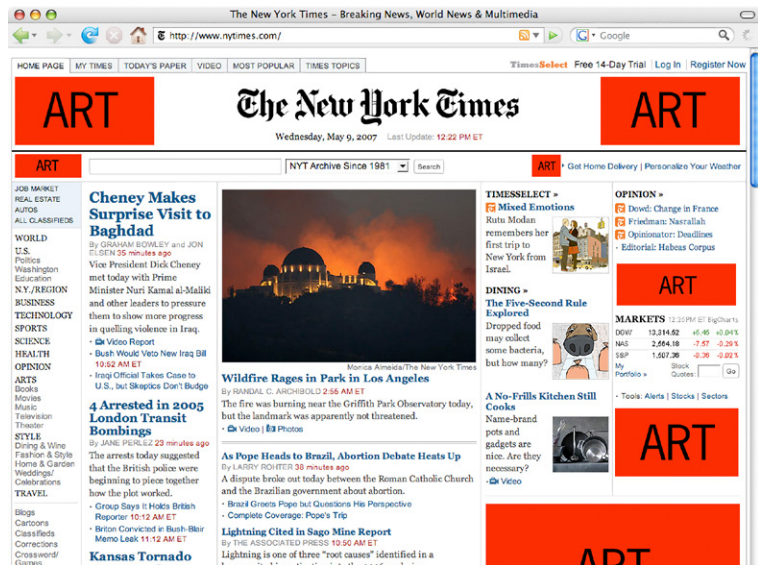 The New York Times - Breaking News, World News & Multimedia
http://www.nytimes.com/
Google
HOME PAGE MY TIMES TODAY'S PAPER VIDEO MOST POPULAR TIMES TOPICS
TimesSelect Free 14-Day Trial Log In Register Now
ART
The New York Times
ART
Wednesday, May 9, 2007 Last Update: 12:22 PM ET
ART
NYT Archive Since 1981 Search
ART
Get Home Delivery | Personalize Your Weather
JOB MARKET
REAL ESTATE
AUTOS
ALL CLASSIFIEDS
WORLD
U.S.
Politics
Washington
Education
N.Y./REGION
BUSINESS
TECHNOLOGY
SPORTS
SCIENCE
HEALTH
OPINION
ARTS
Books
Movies
Music
Television
Theater
STYLE
Dining & Wine
Fashion & Style
Home & Garden
Weddings/
Celebrations
TRAVEL
Blogs
Cartoons
Classifieds
Corrections
Crossword/
Games
Cheney Makes
Surprise Visit to
Baghdad
By GRAHAM BOWLEY and JON
ELSEN 35 minutes ago
Vice President Dick Cheney
met today with Prime
Minister Nuri Kamal al-Maliki
and other leaders to pressure
them to show more progress
in quelling violence in Iraq.
Video Report
Bush Would Veto New Iraq Bill
10:52 AM ET
Iraqi Official Takes Case to
U.S., but Skeptics Don't Budge
4 Arrested in 2005
London Transit
Bombings
By JANE PERLEZ 23 minutes ago
The arrests today suggested
that the British police were
beginning to piece together
how the plot worked.
Group Says It Holds British
Reporter 10:12 AM ET
Briton Convicted in Bush-Blair
Memo Leak 11:12 AM ET
Kansas Tornado
Monica Almeida/The New York Times
Wildfire Rages in Park in Los Angeles
By RANDAL C. ARCHIBOLD 2:55 AM ET
The fire was burning near the Griffith Park Observatory today,
but the landmark was apparently not threatened.
Video | Photos
As Pope Heads to Brazil, Abortion Debate Heats Up
By LARRY ROHTER 38 minutes ago
A dispute broke out today between the Roman Catholic Church
and the Brazilian government about abortion.
Brazil Greets Pope but Questions His Perspective
Complete Coverage: Pope's Trip
Lightning Cited in Sago Mine Report
By THE ASSOCIATED PRESS 10:50 AM ET
Lightning is one of three "root causes" identified in a
TIMESSELECT »
Mixed Emotions
Rutu Modan
remembers her
first trip to
New York from
Israel.
DINING »
The Five-Second Rule
Explored
Dropped food
may collect
some bacteria,
but how many?
A No-Frills Kitchen Still
Cooks
Name-brand
pots and
gadgets are
nice. Are they
necessary?
Video
OPINION »
Dowd: Change in France
Friedman: Nasrallah
Opinionator: Deadlines
Editorial: Habeas Corpus
ART
MARKETS 12:25PM ET BigCharts
DOW 13,314.52 +5.45 +0.04%
NAS 2,564.18 -7.57 -0.29%
S&P 1,507.36 -0.36 -0.02%
My
Portfolio »
Stock
Quotes:
Go
Tools: Alerts | Stocks | Sectors
ART
ART